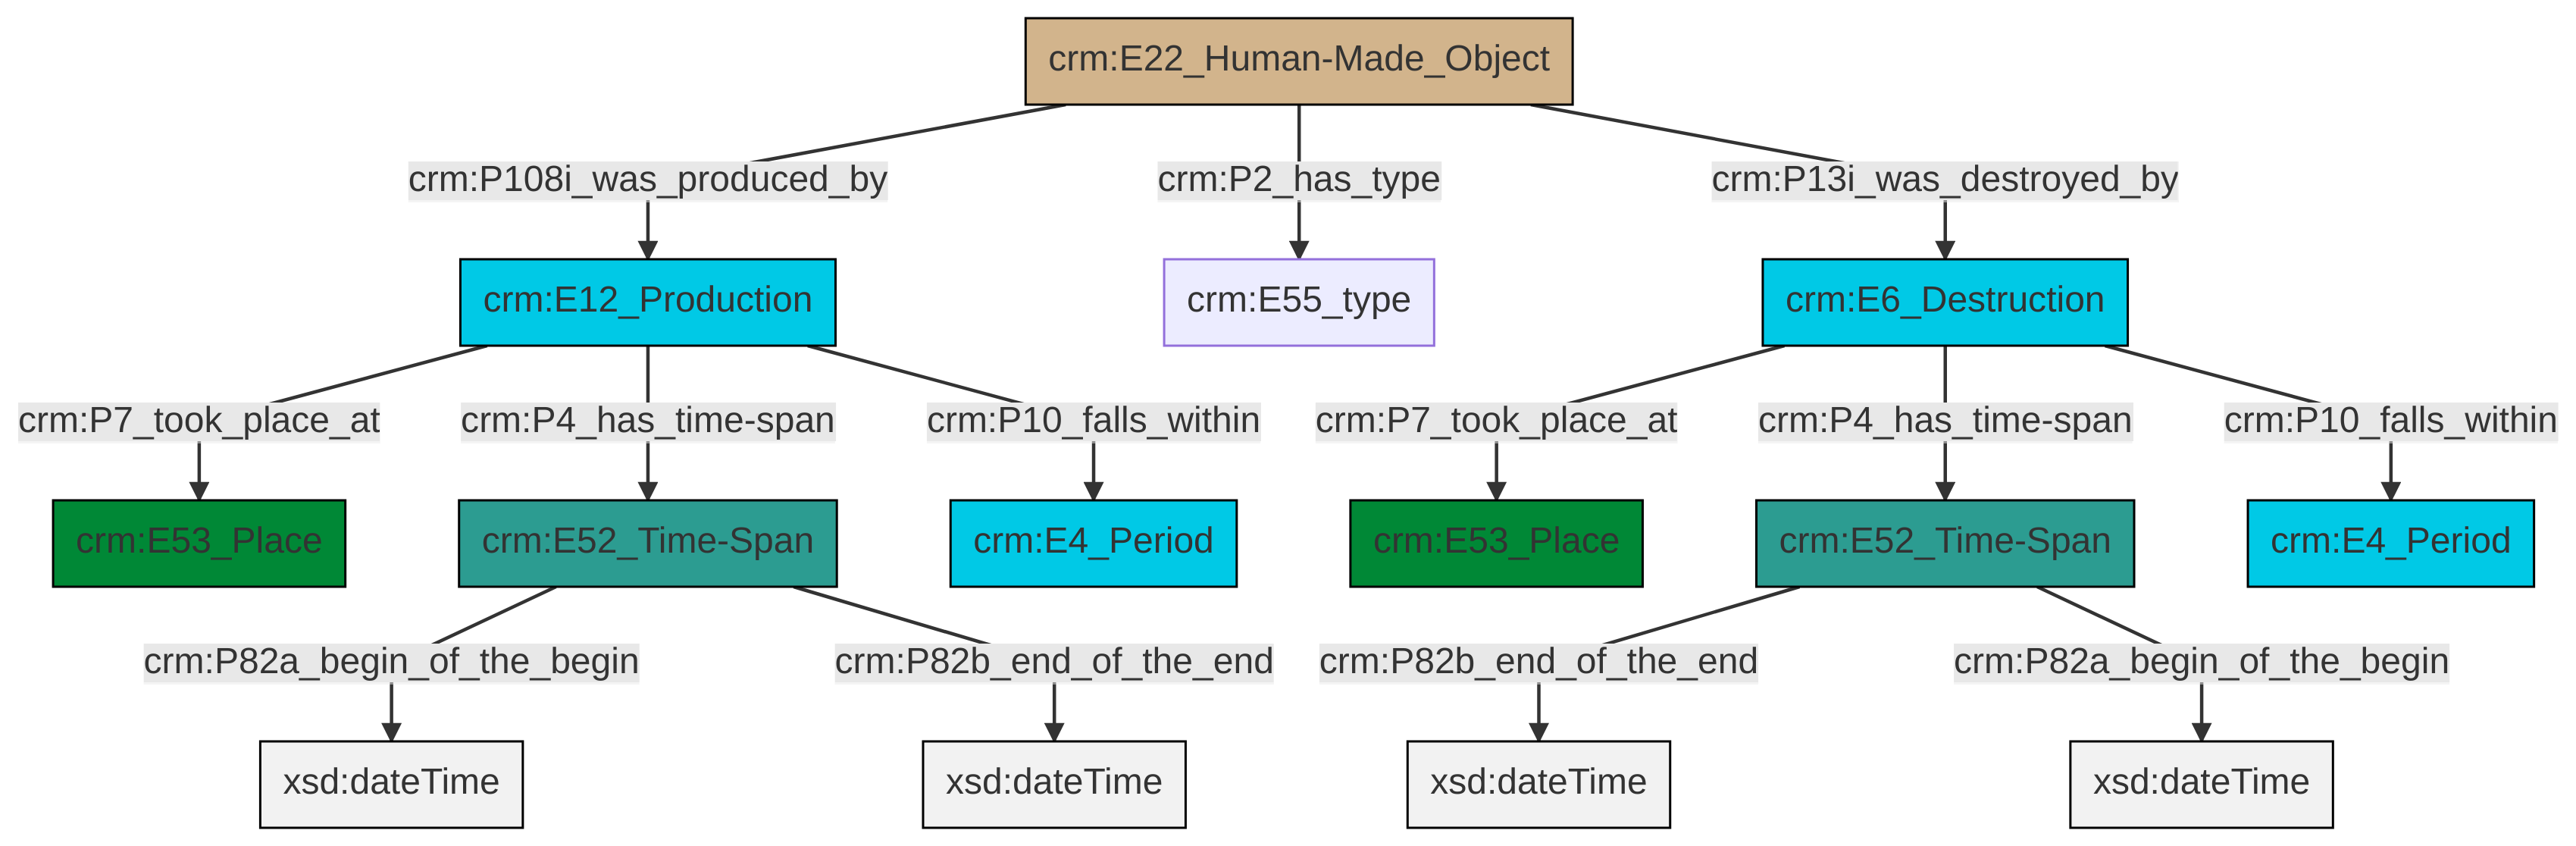 crm:E22_Human-Made_Object
crm:P108i_was_produced_by
crm:P2_has_type
crm:P13i_was_destroyed_by
crm:E12_Production
crm:E55_type
crm:E6_Destruction
crm:P7_took_place_at
crm:P4_has_time-span
crm:P10_falls_within
crm:P7_took_place_at
crm:P4_has_time-span
crm:P10_falls_within
crm:E53_Place
crm:E52_Time-Span
crm:E4_Period
crm:E53_Place
crm:E52_Time-Span
crm:E4_Period
crm:P82a_begin_of_the_begin
crm:P82b_end_of_the_end
crm:P82b_end_of_the_end
crm:P82a_begin_of_the_begin
xsd:dateTime
xsd:dateTime
xsd:dateTime
xsd:dateTime